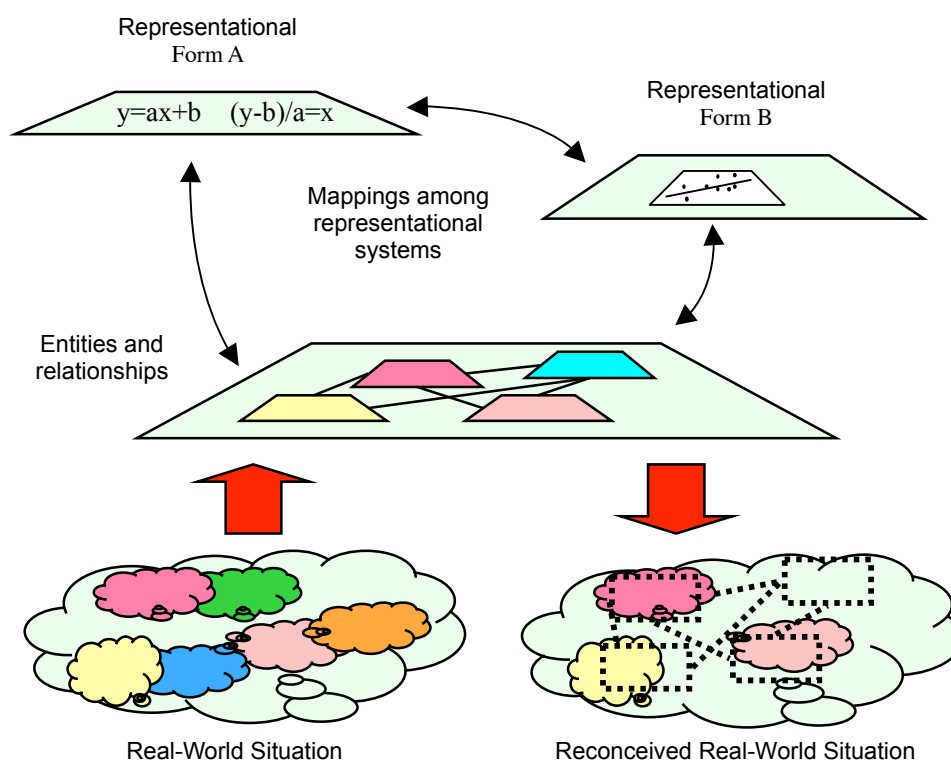 Representational
Form A
y=ax+b (y-b)/a=x
Representational
Form B
Mappings among
representational
systems
Entities and
relationships
Real-World Situation
Reconceived Real-World Situation